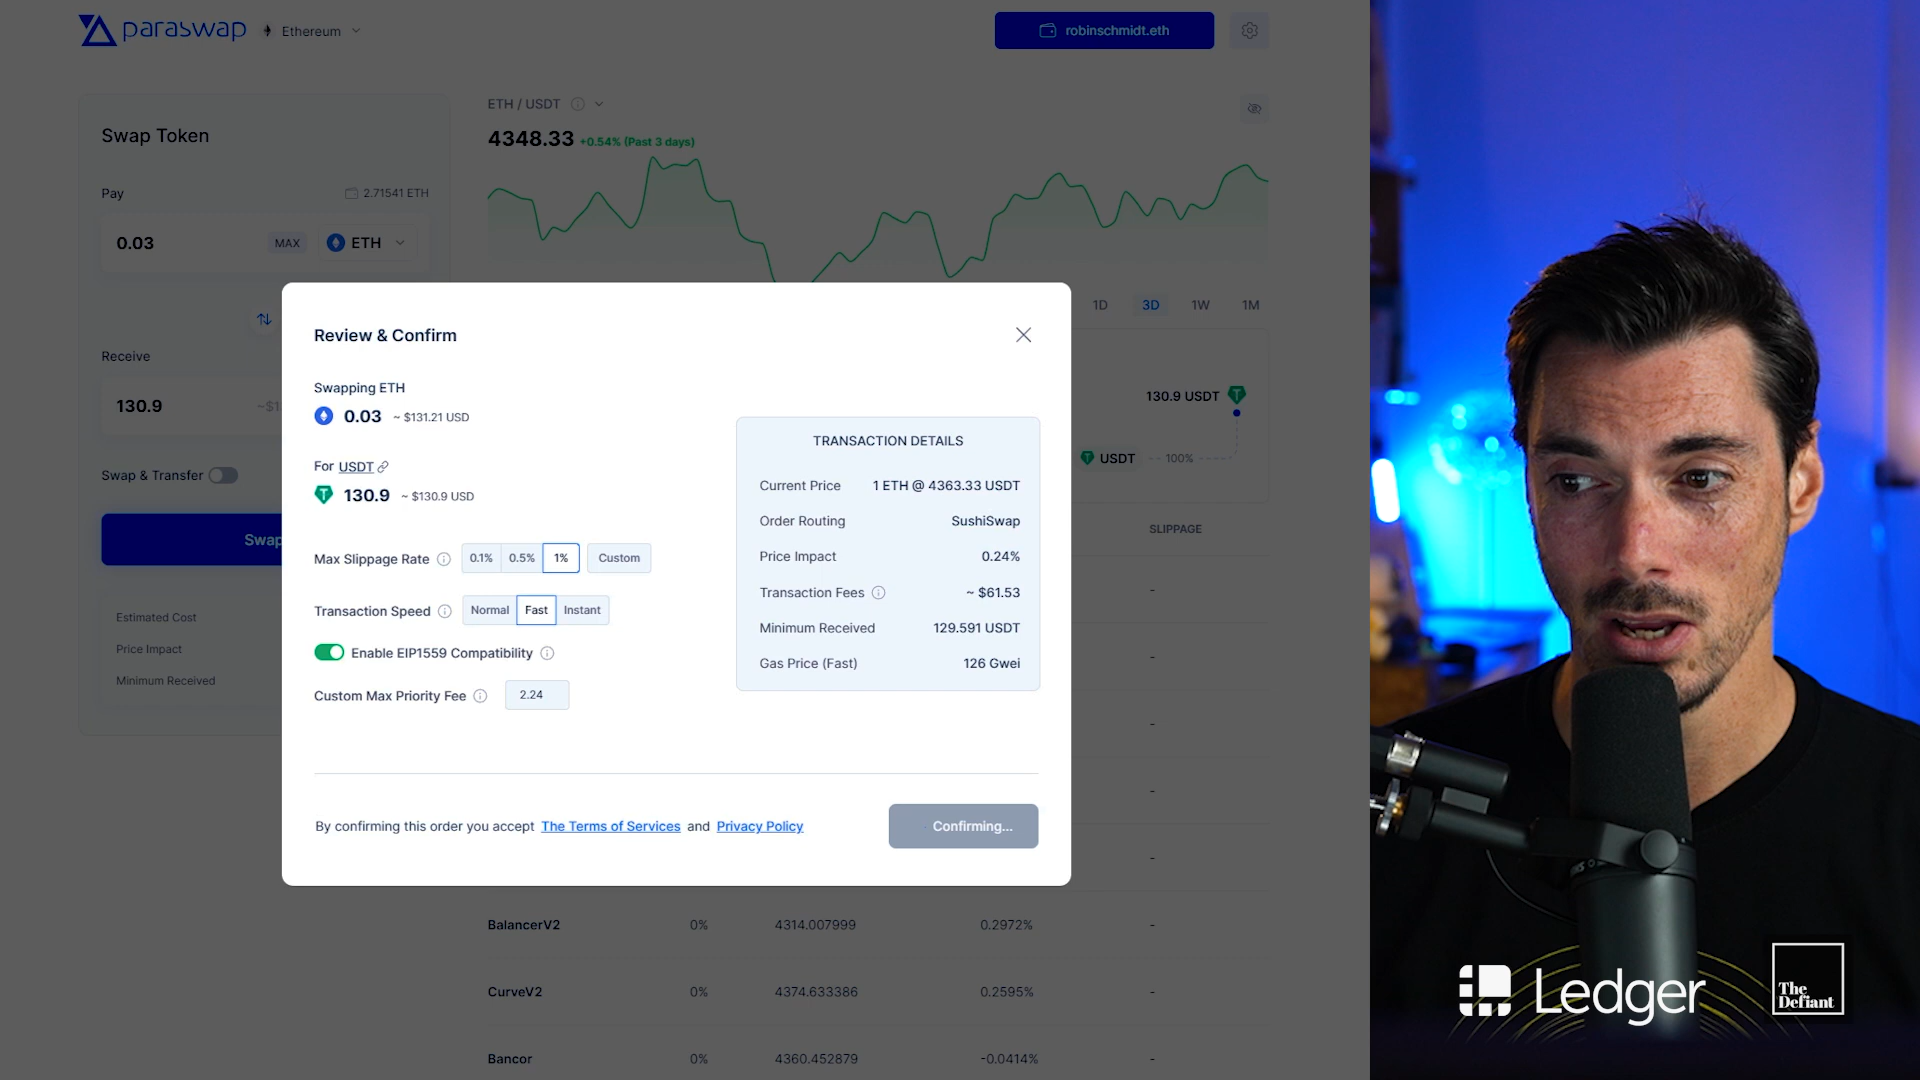 paraswap
Ethereum
robinschmidt.eth
Swap Token
ETH / USDT
4348.33 +0.54% (Past 3 days)
Pay
2.71541 ETH
0.03
MAX
ETH
1D
3D
1W
1M
Receive
130.9
~$1
Swap & Transfer
Swap
Estimated Cost
Price Impact
Minimum Received
130.9 USDT
USDT
100%
SLIPPAGE
-
-
-
-
-
Review & Confirm
Swapping ETH
0.03 ~ $131.21 USD
For USDT
130.9 ~ $130.9 USD
Max Slippage Rate
0.1%
0.5%
1%
Custom
Transaction Speed
Normal
Fast
Instant
Enable EIP1559 Compatibility
Custom Max Priority Fee
2.24
TRANSACTION DETAILS
Current Price 1 ETH @ 4363.33 USDT
Order Routing SushiSwap
Price Impact 0.24%
Transaction Fees ~ $61.53
Minimum Received 129.591 USDT
Gas Price (Fast) 126 Gwei
By confirming this order you accept The Terms of Services and Privacy Policy
Confirming...
BalancerV2 0% 4314.007999 0.2972% -
CurveV2 0% 4374.633386 0.2595% -
Bancor 0% 4360.452879 -0.0414% -
Ledger
The
Defiant